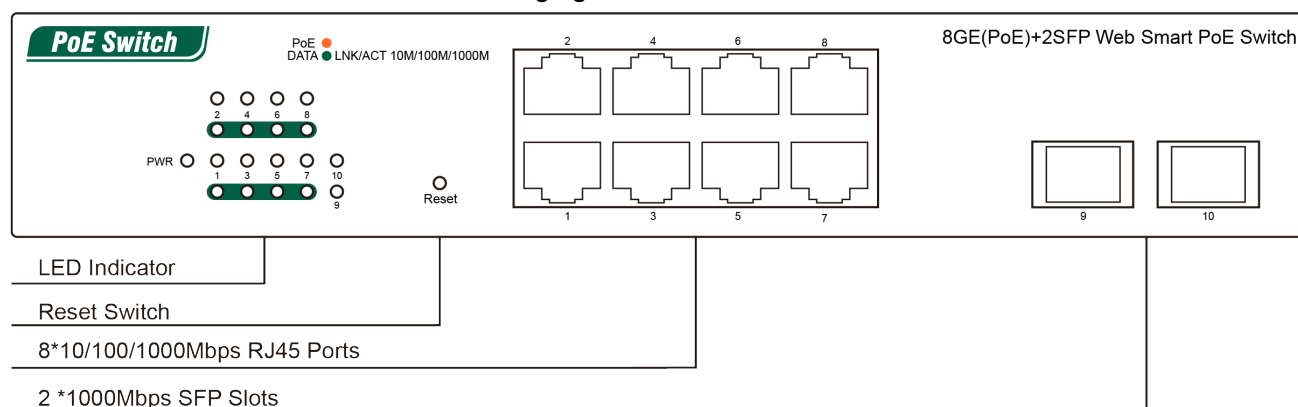 PoE Switch
PoE
DATA LNK/ACT 10M/100M/1000M
8GE(PoE)+2SFP Web Smart PoE Switch
2 4 6 8
2 4 6 8
PWR
1 3 5 7 10
9
Reset
1 3 5 7
9 10
LED Indicator
Reset Switch
8*10/100/1000Mbps RJ45 Ports
2 *1000Mbps SFP Slots